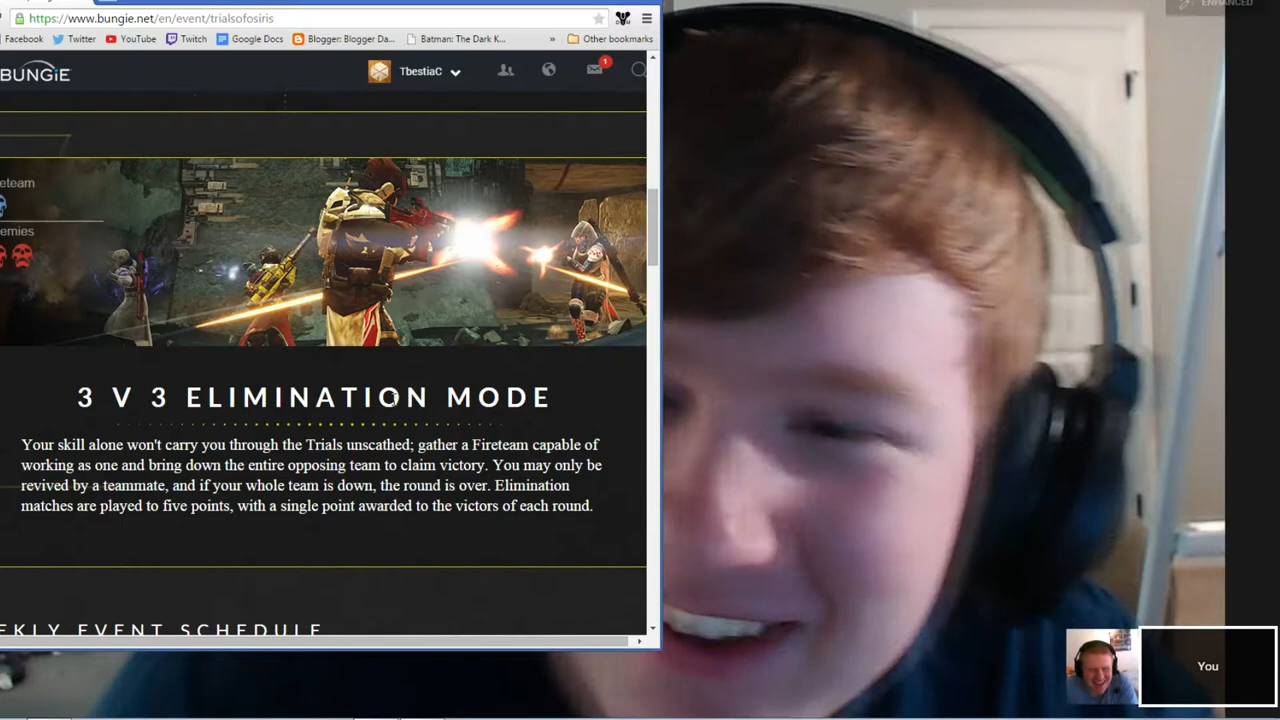 ENHANCED
https://www.bungie.net/en/event/trialsofosiris
Facebook Twitter YouTube Twitch Google Docs Blogger: Blogger Da... Batman: The Dark K... » Other bookmarks
BUNGiE TbestiaC 1
eteam
emies
3 V 3 ELIMINATION MODE
Your skill alone won't carry you through the Trials unscathed; gather a Fireteam capable of
working as one and bring down the entire opposing team to claim victory. You may only be
revived by a teammate, and if your whole team is down, the round is over. Elimination
matches are played to five points, with a single point awarded to the victors of each round.
EKLY EVENT SCHEDULE
You